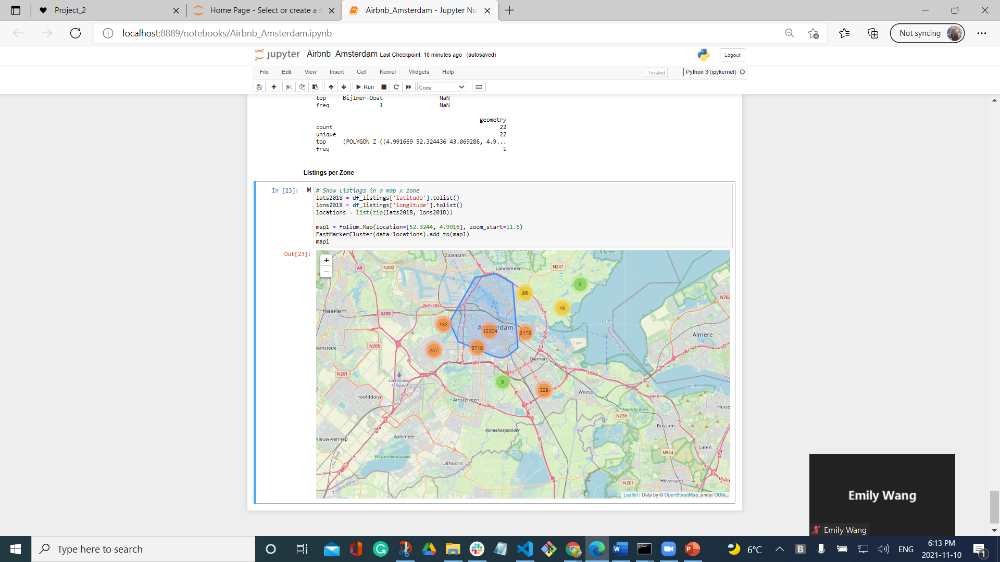 Project_2
Home Page - Select or create a n
Airbnb_Amsterdam - Jupyter No
localhost:8889/notebooks/Airbnb_Amsterdam.ipynb
Not syncing
jupyter Airbnb_Amsterdam Last Checkpoint: 10 minutes ago (autosaved)
Logout
File Edit View Insert Cell Kernel Widgets Help
Trusted
Python 3 (ipykernel)
Run
Code
top Bijlmer-Oost NaN
freq 1 NaN
geometry
count 22
unique 22
top (POLYGON Z ((4.991669 52.324436 43.069286, 4.9...
freq 1
Listings per Zone
In [23]:
# Show listings in a map x zone
lats2018 = df_listings['latitude'].tolist()
lons2018 = df_listings['longitude'].tolist()
locations = list(zip(lats2018, lons2018))
map1 = folium.Map(location=[52.3244, 4.9916], zoom_start=11.5)
FastMarkerCluster(data=locations).add_to(map1)
map1
Out[23]:
+
−
Zaandam
& IJmeer
A9
N202
Landsmeer
N247
2
96
N702
19
Haarlem
A200
IJmeer
132
Amsterdam
12304
3178
Noord-Holland
Almere
N205
emstede
3710
257
Diemen
N201
Luchthaven
Schiphol
3
329
Weesp
Gooimeer
Hoofddorp
Amstelveen
Huize
Naardermeer
N236
Bussum
Rondehoeppolder
Aalsmeer
Nieuw-Vennep
Laren
N524
Westeinderplassen
HSL-Zuid
Uithoorn
Hilversum
N201
Zuid-Holland
Leaflet | Data by © OpenStreetMap, under ODbL.
Emily Wang
Emily Wang
Type here to search
6°C
ENG
6:13 PM
2021-11-10
1